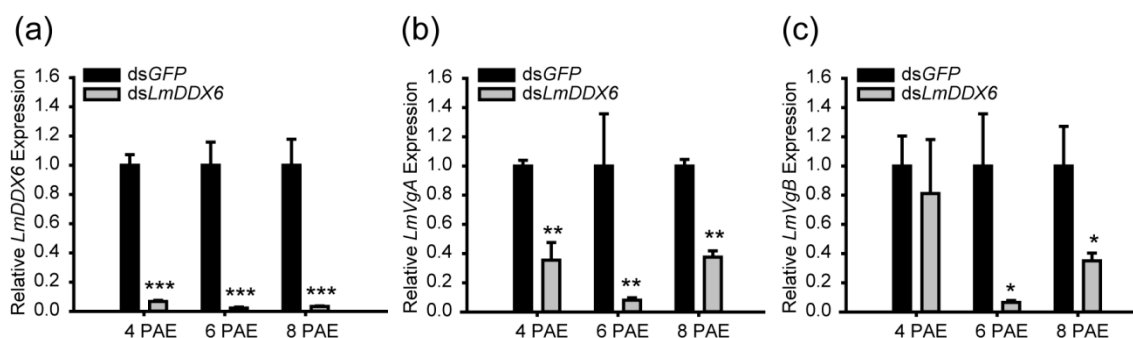 (a)
dsGFP
dsLmDDX6
Relative LmDDX6 Expression
1.6
1.4
1.2
1.0
0.8
0.6
0.4
0.2
0.0
***
***
***
4 PAE
6 PAE
8 PAE
(b)
dsGFP
dsLmDDX6
Relative LmVgA Expression
1.6
1.4
1.2
1.0
0.8
0.6
0.4
0.2
0.0
**
**
**
4 PAE
6 PAE
8 PAE
(c)
dsGFP
dsLmDDX6
Relative LmVgB Expression
1.6
1.4
1.2
1.0
0.8
0.6
0.4
0.2
0.0
*
*
4 PAE
6 PAE
8 PAE